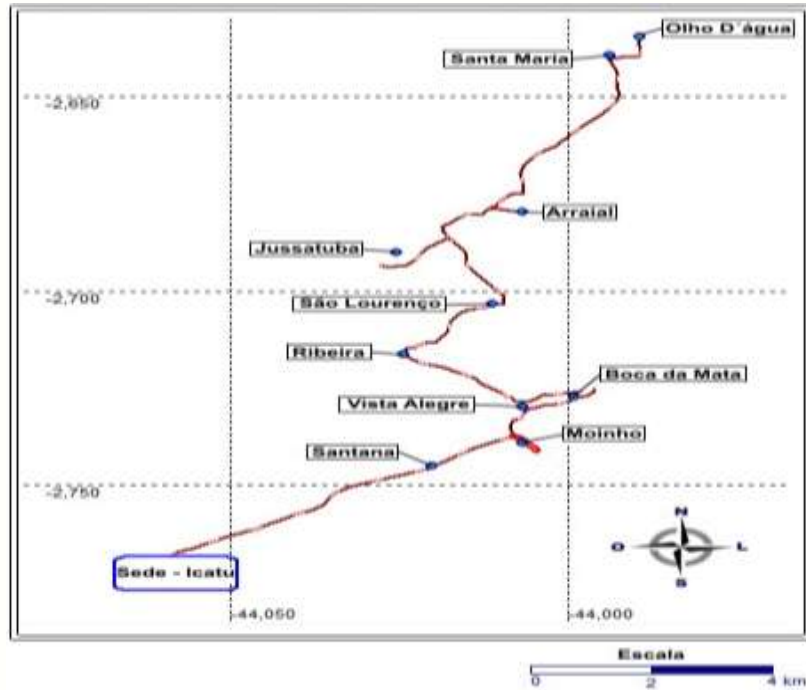 Olho D´água
Santa Maria
-2,650
Arraial
Jussatuba
-2,700
São Lourenço
Ribeira
Boca da Mata
Vista Alegre
Moinho
Santana
-2,750
N
O
L
S
Sede - Icatu
-44,050
-44,000
Escala
0
2
4 km